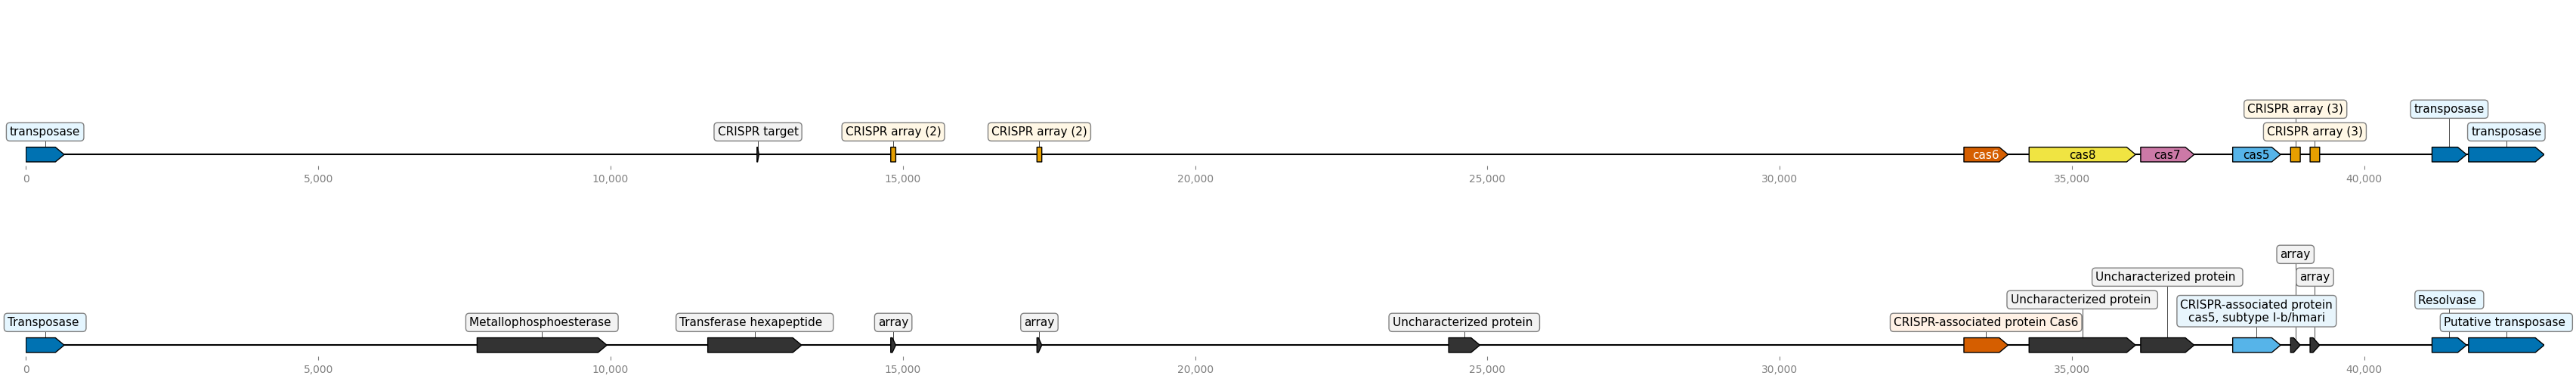 CRISPR array (3)
transposase
transposase
CRISPR target
CRISPR array (2)
CRISPR array (2)
CRISPR array (3)
transposase
cas6
cas8
cas7
cas5
0
5,000
10,000
15,000
20,000
25,000
30,000
35,000
40,000
array
Uncharacterized protein
array
Uncharacterized protein
CRISPR-associated protein
cas5, subtype I-b/hmari
Resolvase
Transposase
Metallophosphoesterase
Transferase hexapeptide
array
array
Uncharacterized protein
CRISPR-associated protein Cas6
Putative transposase
0
5,000
10,000
15,000
20,000
25,000
30,000
35,000
40,000